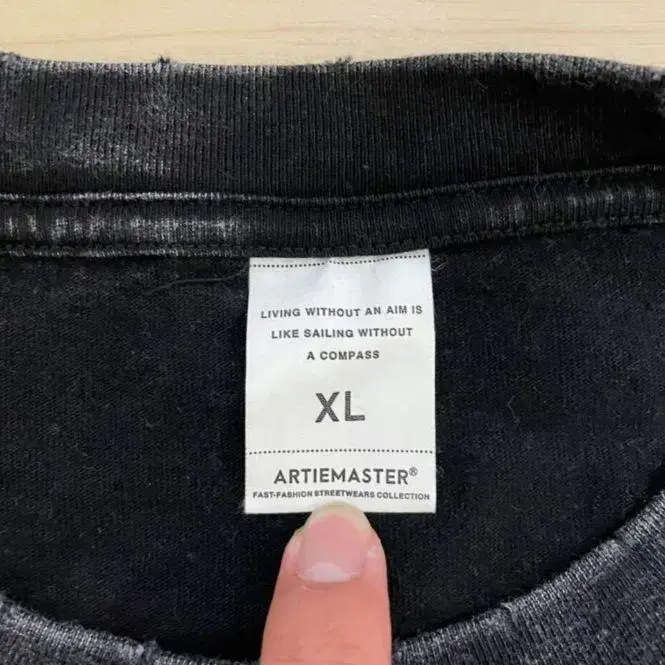 LIVING WITHOUT AN AIM IS
LIKE SAILING WITHOUT
A COMPASS
XL
ARTIEMASTER®
FAST-FASHION STREETWEARS COLLECTION